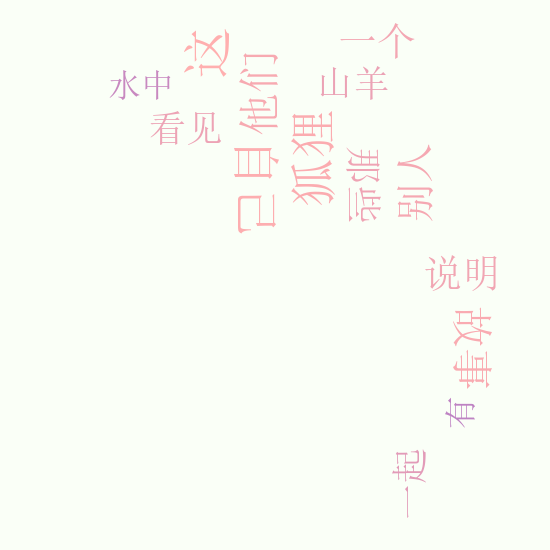 一个
这
他们
山羊
水中
看见
狐狸
自己
那些
别人
说明
故事
有
一起